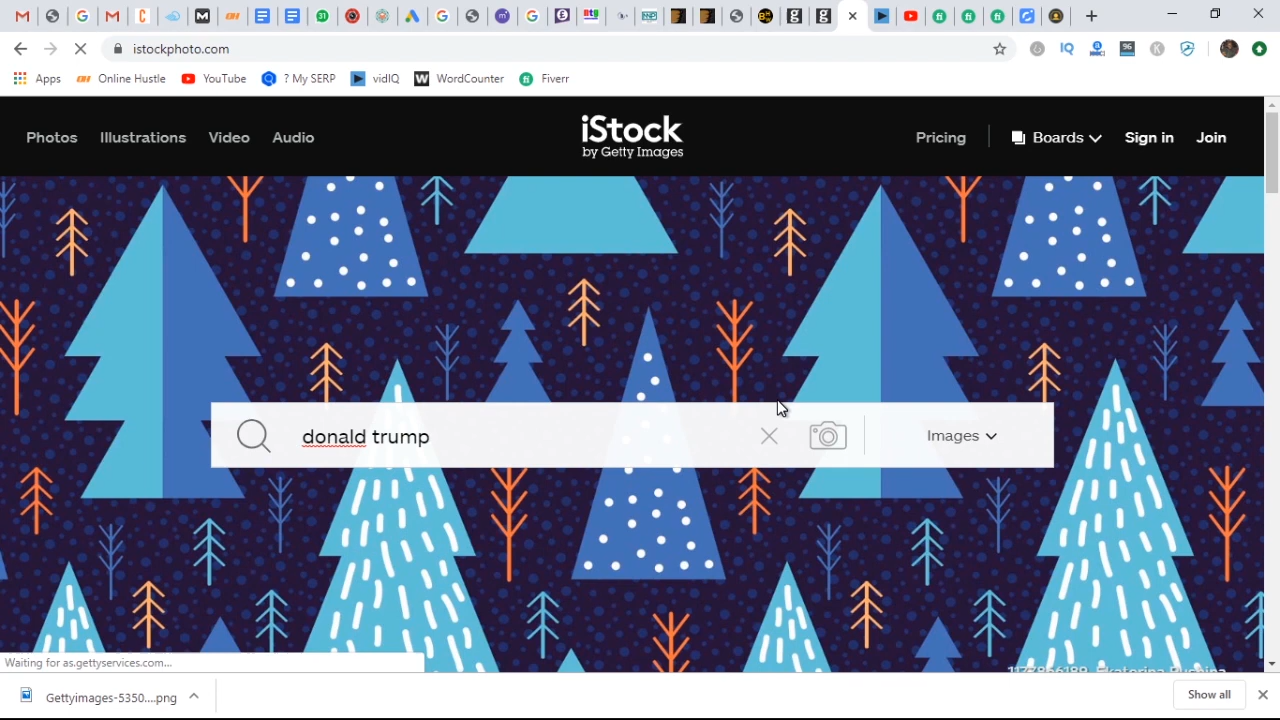 istockphoto.com
Apps
Online Hustle
YouTube
? My SERP
vidIQ
WordCounter
Fiverr
Photos
Illustrations
Video
Audio
iStock
by Getty Images
Pricing
Boards
Sign in
Join
donald trump
Images
Waiting for as.gettyservices.com...
Gettyimages-5350....png
Show all